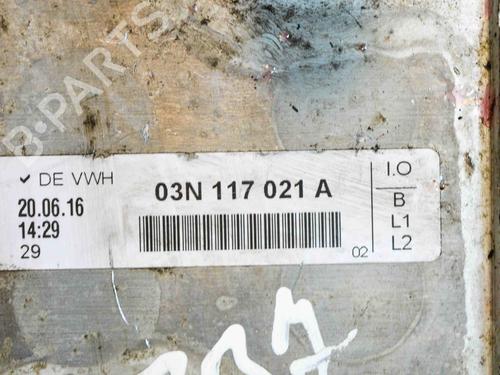 B-PARTS
✓ DE VWH
20.06.16
14:29
29
03N 117 021 A
02
I.O
B
L1
L2